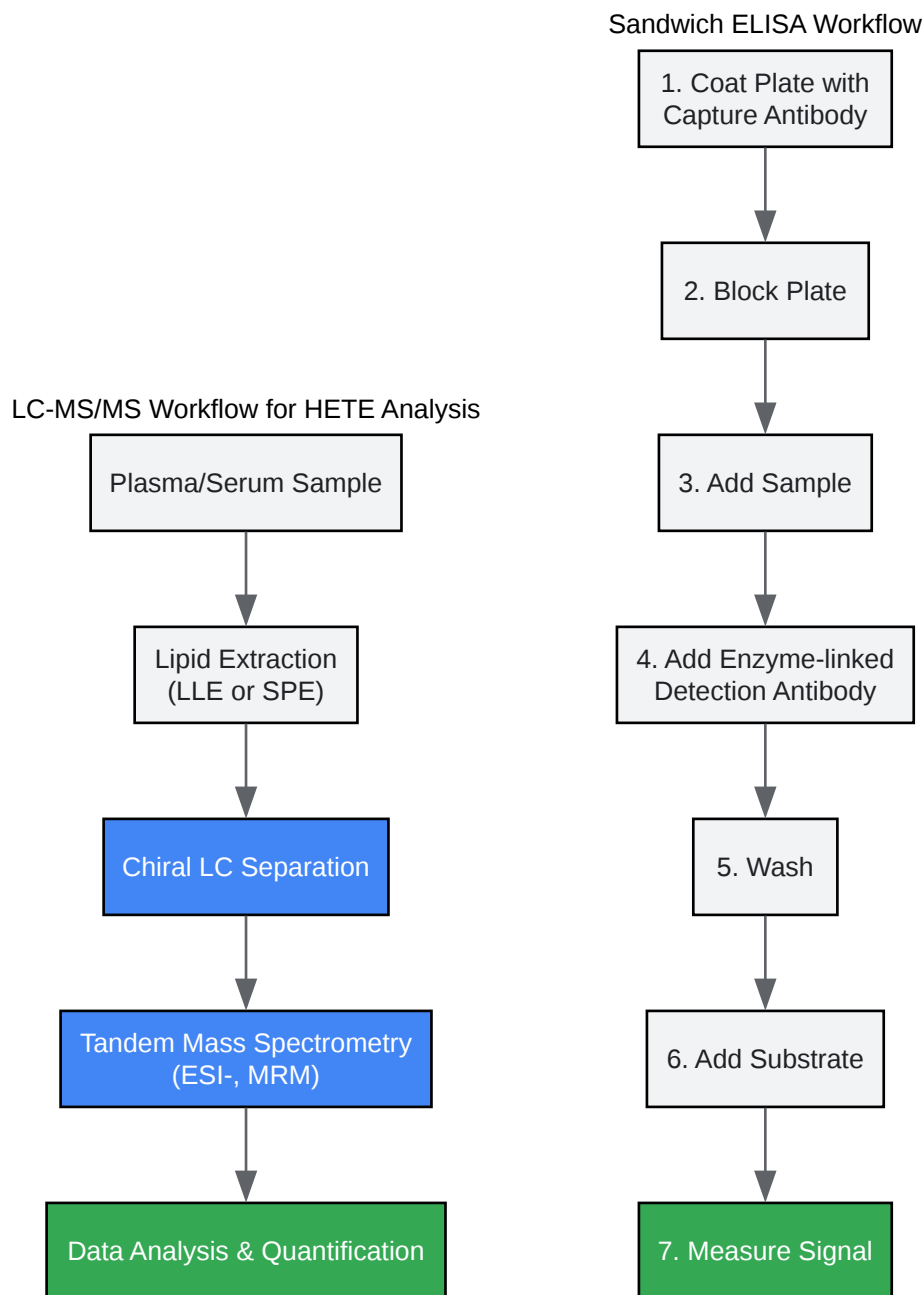 LC-MS/MS Workflow for HETE Analysis
Plasma/Serum Sample
Lipid Extraction
(LLE or SPE)
Chiral LC Separation
Tandem Mass Spectrometry
(ESI-, MRM)
Data Analysis & Quantification
Sandwich ELISA Workflow
1. Coat Plate with
Capture Antibody
2. Block Plate
3. Add Sample
4. Add Enzyme-linked
Detection Antibody
5. Wash
6. Add Substrate
7. Measure Signal